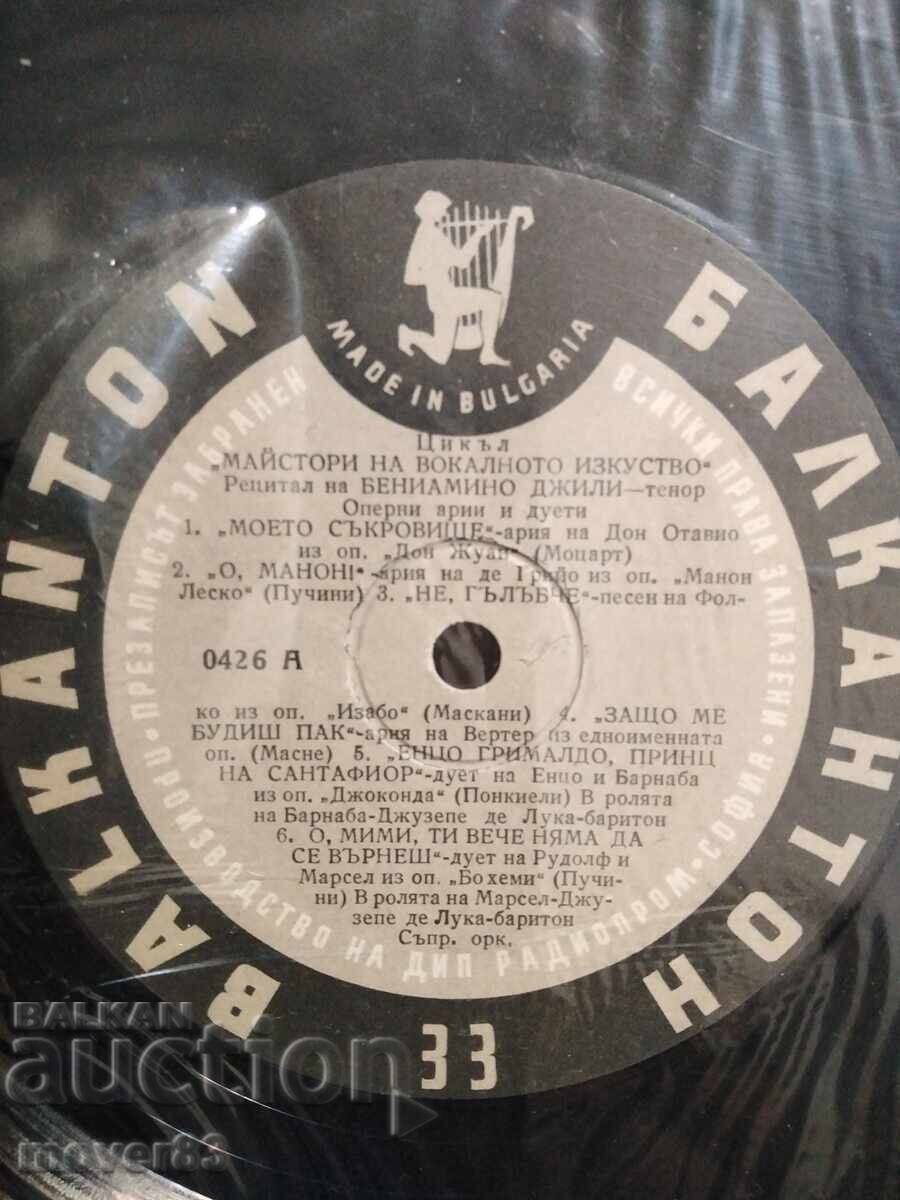 BALKANTON
БАЛКАНТОН
MADE IN BULGARIA
ПРЕЗАПИСЪТ ЗАБРАНЕН
ВСИЧКИ ПРАВА ЗАПАЗЕНИ
Цикъл
„МАЙСТОРИ НА ВОКАЛНОТО ИЗКУСТВО“
Рецитал на БЕНИАМИНО ДЖИЛИ—тенор
Оперни арии и дуети
1. „МОЕТО СЪКРОВИЩЕ“-ария на Дон Отавио
из оп. „Дон Жуан“ (Моцарт)
2. „О, МАНОН!“-ария на де Грийо из оп. „Манон
Леско“ (Пучини) 3. „НЕ, ГЪЛЪБЧЕ“-песен на Фол-
0426 А
ко из оп. „Изабо“ (Маскани) 4. „ЗАЩО МЕ
БУДИШ ПАК“-ария на Вертер из едноименната
оп. (Масне) 5. „ЕНЦО ГРИМАЛДО, ПРИНЦ
НА САНТАФИОР“-дует на Енцо и Барнаба
из оп. „Джоконда“ (Понкиели) В ролята
на Барнаба-Джузепе де Лука-баритон
6. О, МИМИ, ТИ ВЕЧЕ НЯМА ДА
СЕ ВЪРНЕШ“-дует на Рудолф и
Марсел из оп. „Бохеми“ (Пучи-
ни) В ролята на Марсел-Джу-
зепе де Лука-баритон
Съпр. орк.
ПРОИЗВОДСТВО НА ДИП РАДИОПРОМ · СОФИЯ
33
BALKAN
auction
mover83